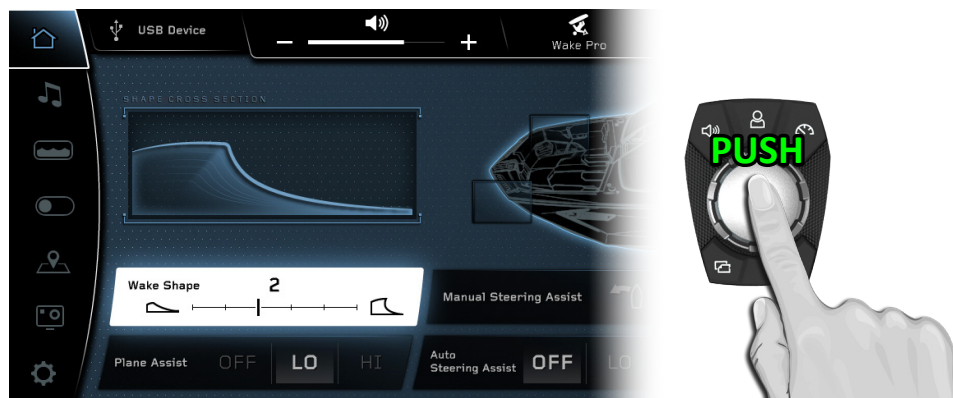 USB Device
Wake Pro
SHAPE CROSS SECTION
PUSH
Wake Shape
2
Manual Steering Assist
Plane Assist
OFF
LO
HI
Auto
Steering Assist
OFF
LO